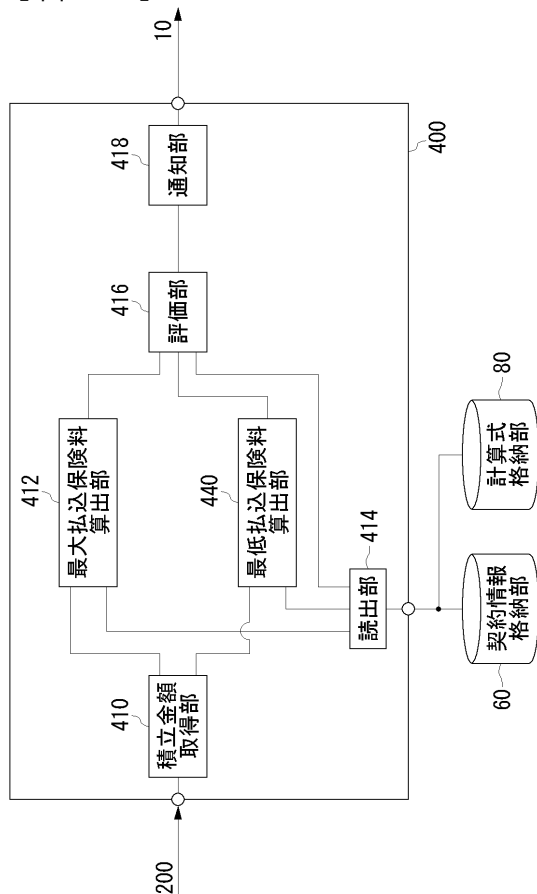 200
410
積立金額
取得部
412
最大払込保険料
算出部
440
最低払込保険料
算出部
414
読出部
416
評価部
418
通知部
10
400
60
契約情報
格納部
80
計算式
格納部